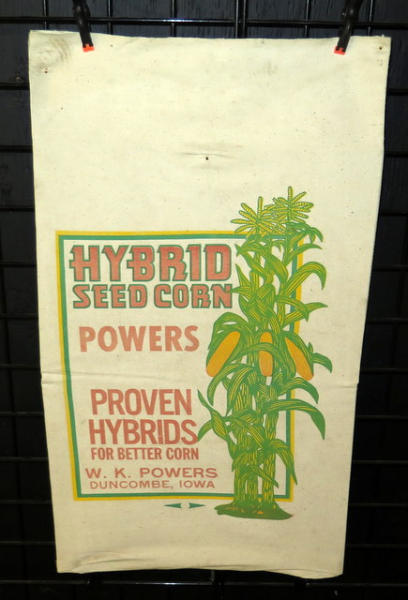 HYBRID
SEED CORN
POWERS
PROVEN
HYBRIDS
FOR BETTER CORN
W. K. POWERS
DUNCOMBE, IOWA